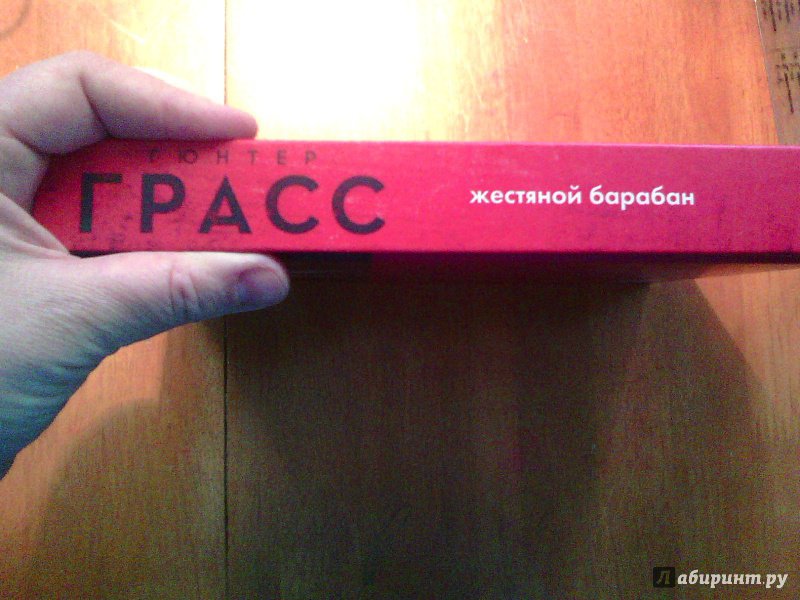 ГЮНТЕР
ГРАСС
жестяной барабан
Лабиринт.ру